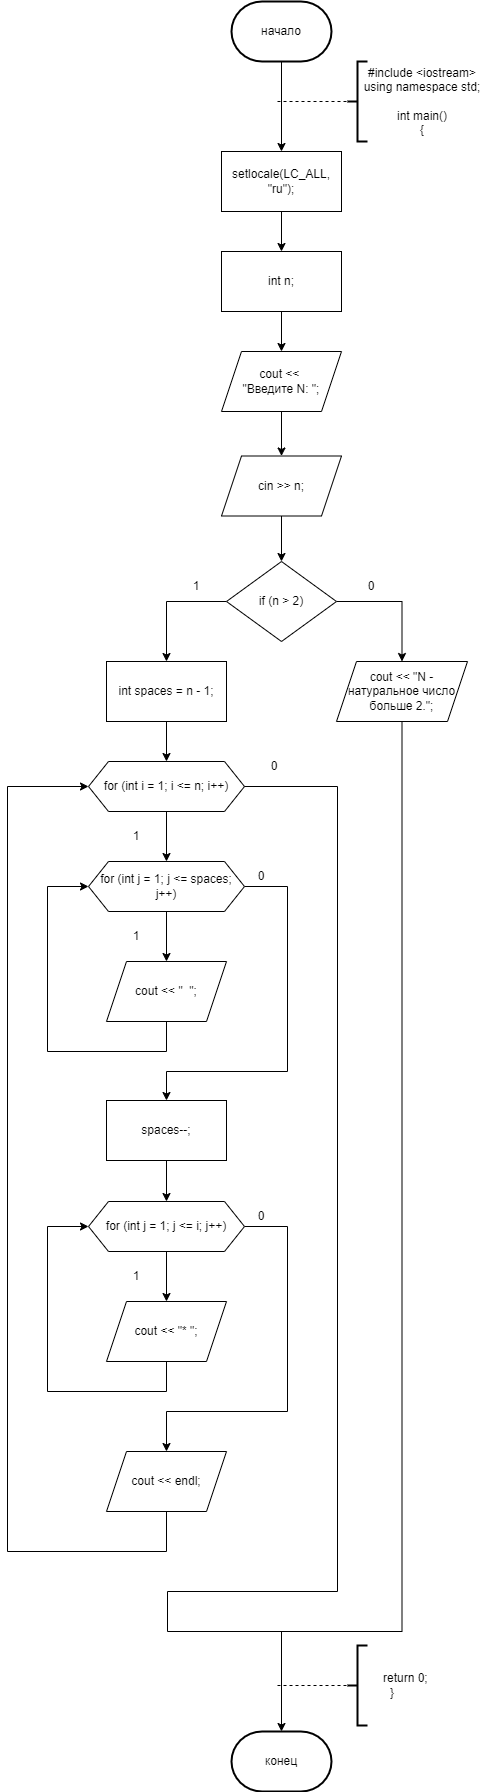 начало
#include <iostream>
using namespace std;
int main()
{
setlocale(LC_ALL,
"ru");
int n;
cout <<
"Введите N: ";
cin >> n;
if (n > 2)
1
0
int spaces = n - 1;
cout << "N -
натуральное число
больше 2.";
for (int i = 1; i <= n; i++)
0
1
for (int j = 1; j <= spaces;
j++)
0
1
cout << "  ";
spaces--;
for (int j = 1; j <= i; j++)
0
1
cout << "* ";
cout << endl;
return 0;
}
конец